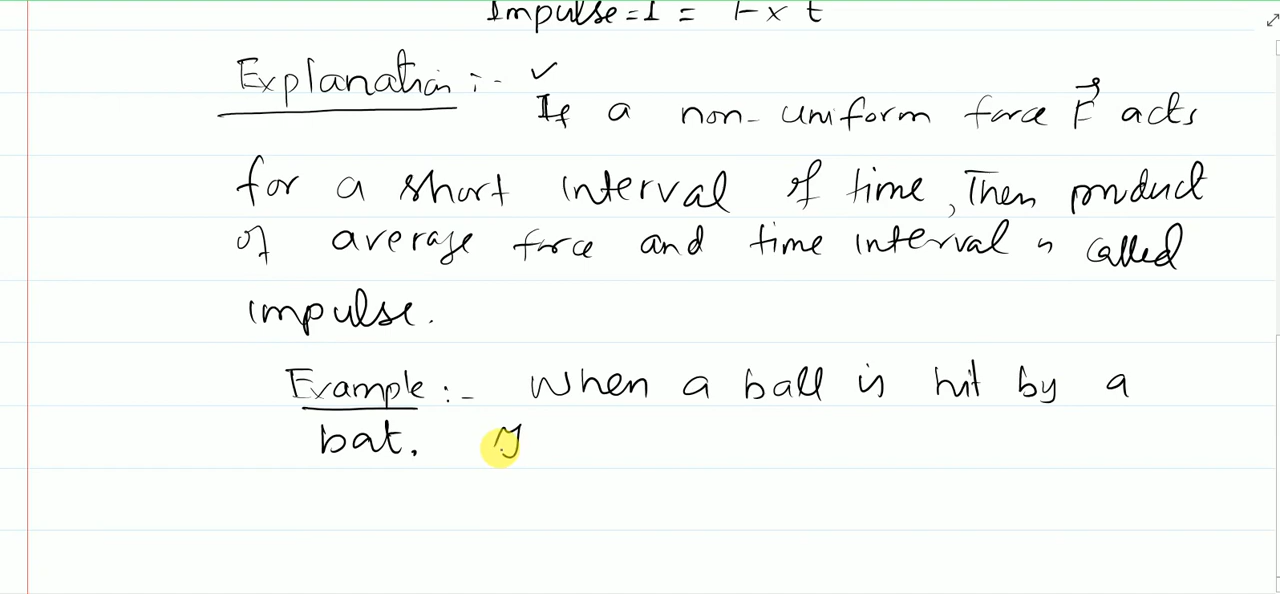 Impulse = I = F x t
Explanation :- ✓
If a non-uniform force F⃗ acts
for a short interval of time, Then product
of average force and time interval is called
impulse.
Example :- When a ball is hit by a
bat.